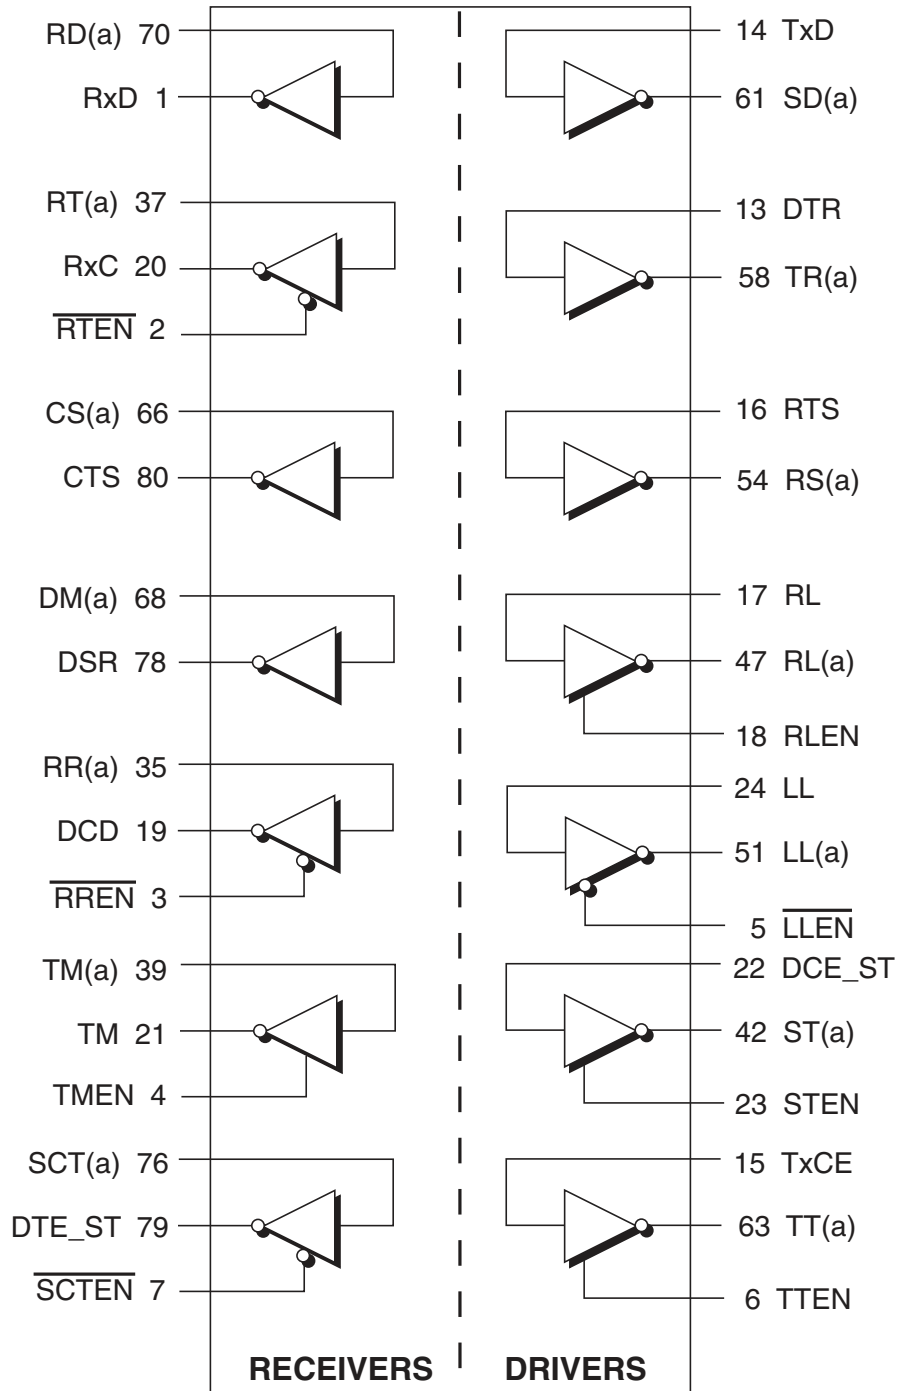 RD(a) 70
RxD 1
RT(a) 37
RxC 20
RTEN 2
CS(a) 66
CTS 80
DM(a) 68
DSR 78
RR(a) 35
DCD 19
RREN 3
TM(a) 39
TM 21
TMEN 4
SCT(a) 76
DTE_ST 79
SCTEN 7
RECEIVERS
14 TxD
61 SD(a)
13 DTR
58 TR(a)
16 RTS
54 RS(a)
17 RL
47 RL(a)
18 RLEN
24 LL
51 LL(a)
5 LLEN
22 DCE_ST
42 ST(a)
23 STEN
15 TxCE
63 TT(a)
6 TTEN
DRIVERS